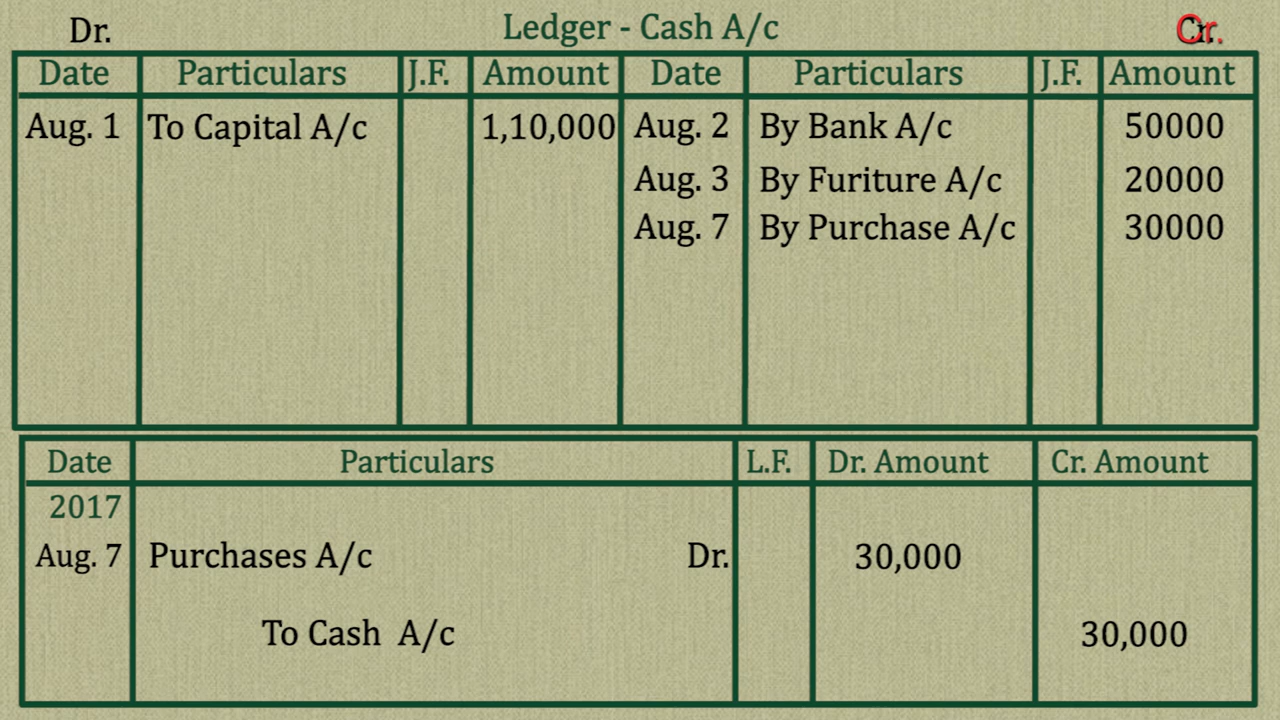 Dr. Ledger - Cash A/c Cr.
Date Particulars J.F. Amount Date Particulars J.F. Amount
Aug. 1 To Capital A/c 1,10,000 Aug. 2 By Bank A/c 50000
Aug. 3 By Furiture A/c 20000
Aug. 7 By Purchase A/c 30000
Date Particulars L.F. Dr. Amount Cr. Amount
2017
Aug. 7 Purchases A/c Dr. 30,000
To Cash A/c 30,000